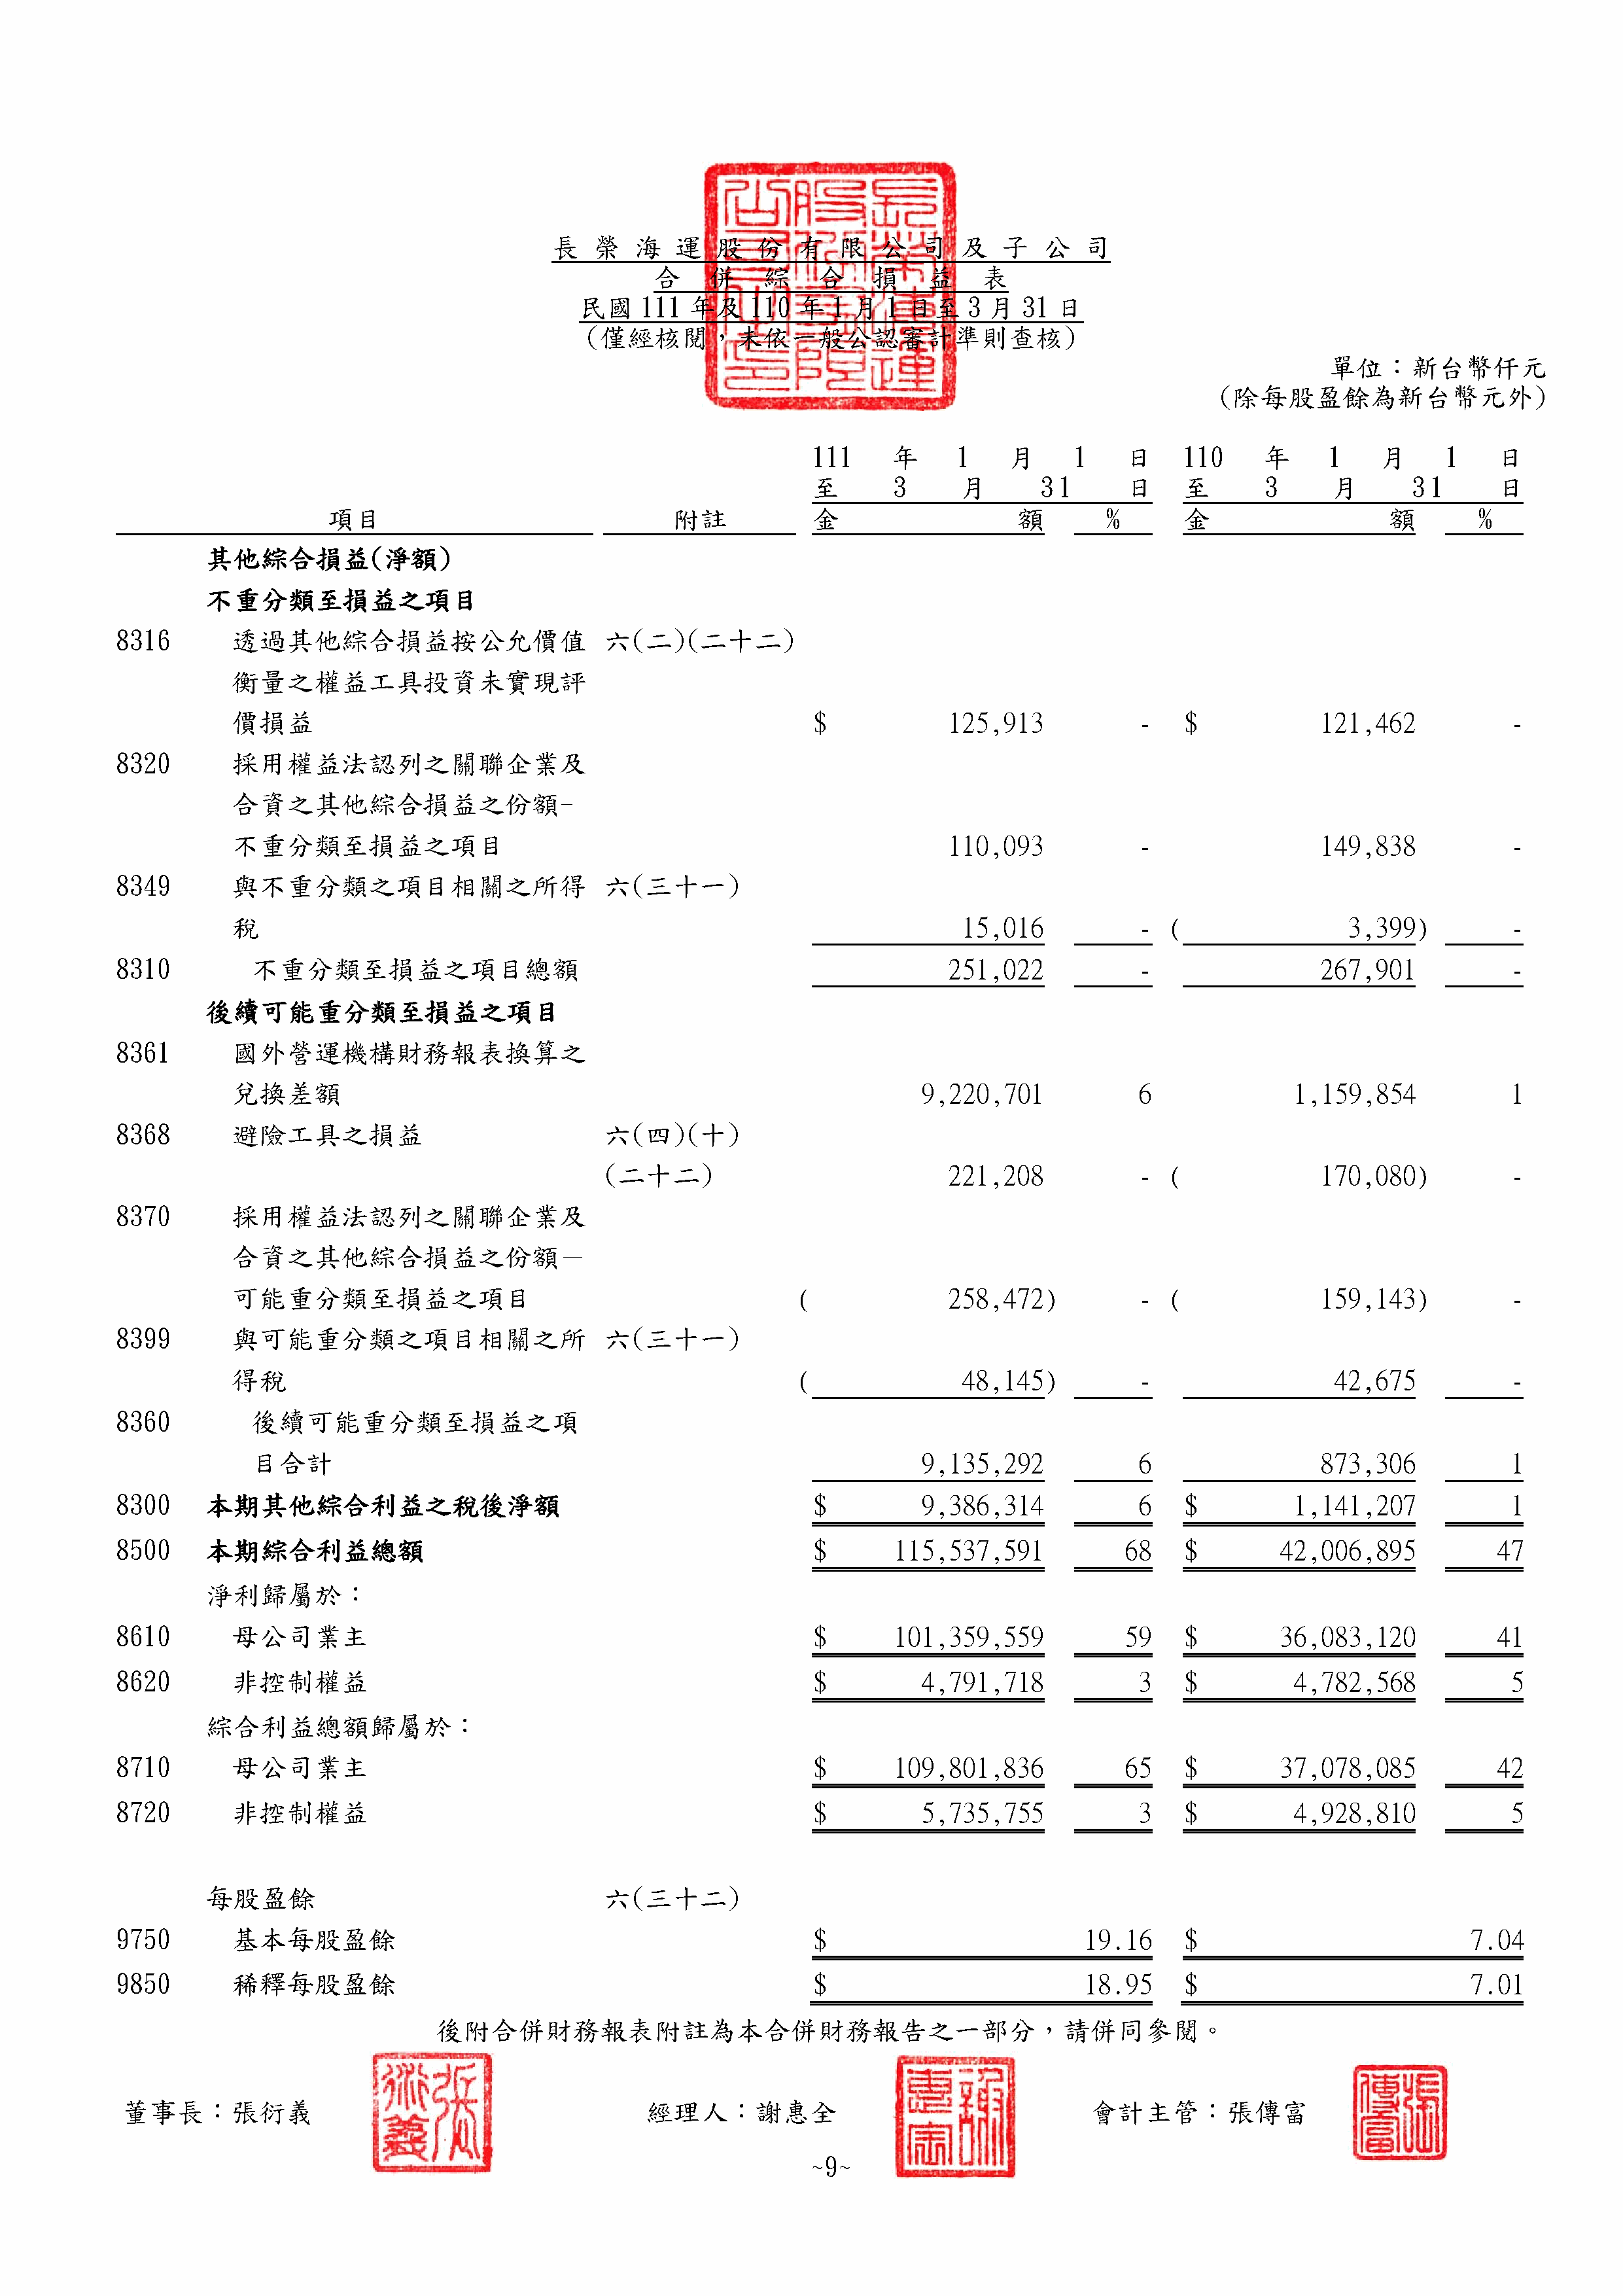 長榮海運股份有限公司及子公司
合併綜合損益表
民國 111 年及 110 年 1 月 1 日至 3 月 31 日
(僅經核閱，未依一般公認審計準則查核)
單位：新台幣仟元
(除每股盈餘為新台幣元外)
111 年 1 月 1 日 110 年 1 月 1 日
至 3 月 31 日 至 3 月 31 日
項目 附註 金 額 % 金 額 %
其他綜合損益(淨額)
不重分類至損益之項目
8316 透過其他綜合損益按公允價值 六(二)(二十二)
衡量之權益工具投資未實現評
價損益 $ 125,913 - $ 121,462 -
8320 採用權益法認列之關聯企業及
合資之其他綜合損益之份額-
不重分類至損益之項目 110,093 - 149,838 -
8349 與不重分類之項目相關之所得 六(三十一)
稅 15,016 - ( 3,399) -
8310 不重分類至損益之項目總額 251,022 - 267,901 -
後續可能重分類至損益之項目
8361 國外營運機構財務報表換算之
兌換差額 9,220,701 6 1,159,854 1
8368 避險工具之損益 六(四)(十)
(二十二) 221,208 - ( 170,080) -
8370 採用權益法認列之關聯企業及
合資之其他綜合損益之份額－
可能重分類至損益之項目 ( 258,472) - ( 159,143) -
8399 與可能重分類之項目相關之所 六(三十一)
得稅 ( 48,145) - 42,675 -
8360 後續可能重分類至損益之項
目合計 9,135,292 6 873,306 1
8300 本期其他綜合利益之稅後淨額 $ 9,386,314 6 $ 1,141,207 1
8500 本期綜合利益總額 $ 115,537,591 68 $ 42,006,895 47
淨利歸屬於：
8610 母公司業主 $ 101,359,559 59 $ 36,083,120 41
8620 非控制權益 $ 4,791,718 3 $ 4,782,568 5
綜合利益總額歸屬於：
8710 母公司業主 $ 109,801,836 65 $ 37,078,085 42
8720 非控制權益 $ 5,735,755 3 $ 4,928,810 5
每股盈餘 六(三十二)
9750 基本每股盈餘 $ 19.16 $ 7.04
9850 稀釋每股盈餘 $ 18.95 $ 7.01
後附合併財務報表附註為本合併財務報告之一部分，請併同參閱。
董事長：張衍義 經理人：謝惠全 會計主管：張傳富
~9~